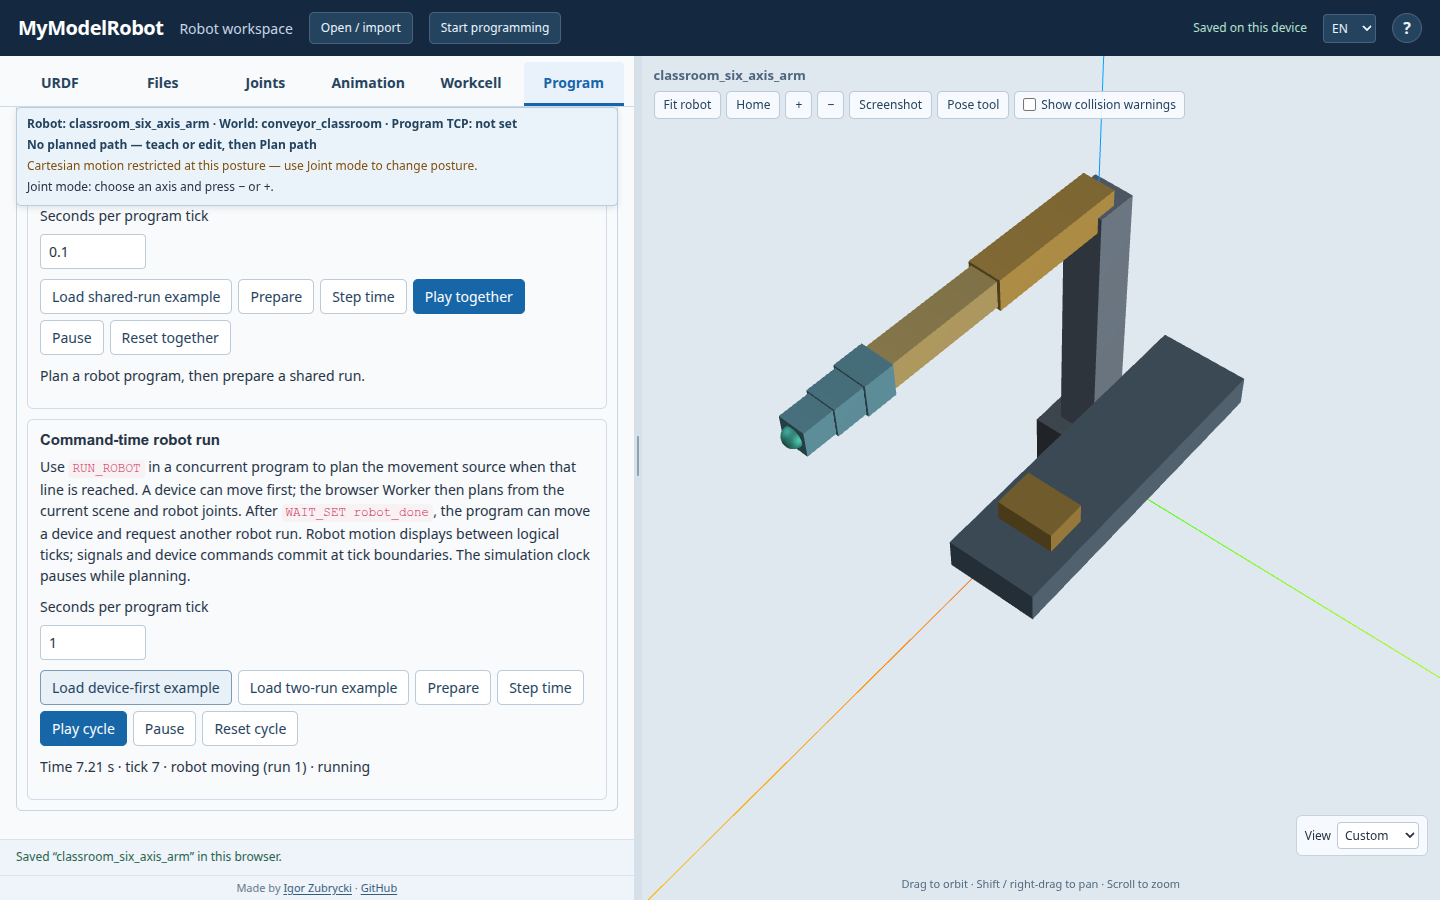 MyModelRobot Robot workspace Open / import Start programming Saved on this device EN ?
URDF Files Joints Animation Workcell Program
Robot: classroom_six_axis_arm · World: conveyor_classroom · Program TCP: not set
No planned path — teach or edit, then Plan path
Cartesian motion restricted at this posture — use Joint mode to change posture.
Joint mode: choose an axis and press − or +.
Seconds per program tick
0.1
Load shared-run example Prepare Step time Play together
Pause Reset together
Plan a robot program, then prepare a shared run.
Command-time robot run
Use RUN_ROBOT in a concurrent program to plan the movement source when that
line is reached. A device can move first; the browser Worker then plans from the
current scene and robot joints. After WAIT_SET robot_done , the program can move
a device and request another robot run. Robot motion displays between logical
ticks; signals and device commands commit at tick boundaries. The simulation clock
pauses while planning.
Seconds per program tick
1
Load device-first example Load two-run example Prepare Step time
Play cycle Pause Reset cycle
Time 7.21 s · tick 7 · robot moving (run 1) · running
Saved “classroom_six_axis_arm” in this browser.
Made by Igor Zubrycki · GitHub
classroom_six_axis_arm
Fit robot Home + − Screenshot Pose tool Show collision warnings
View Custom
Drag to orbit · Shift / right-drag to pan · Scroll to zoom